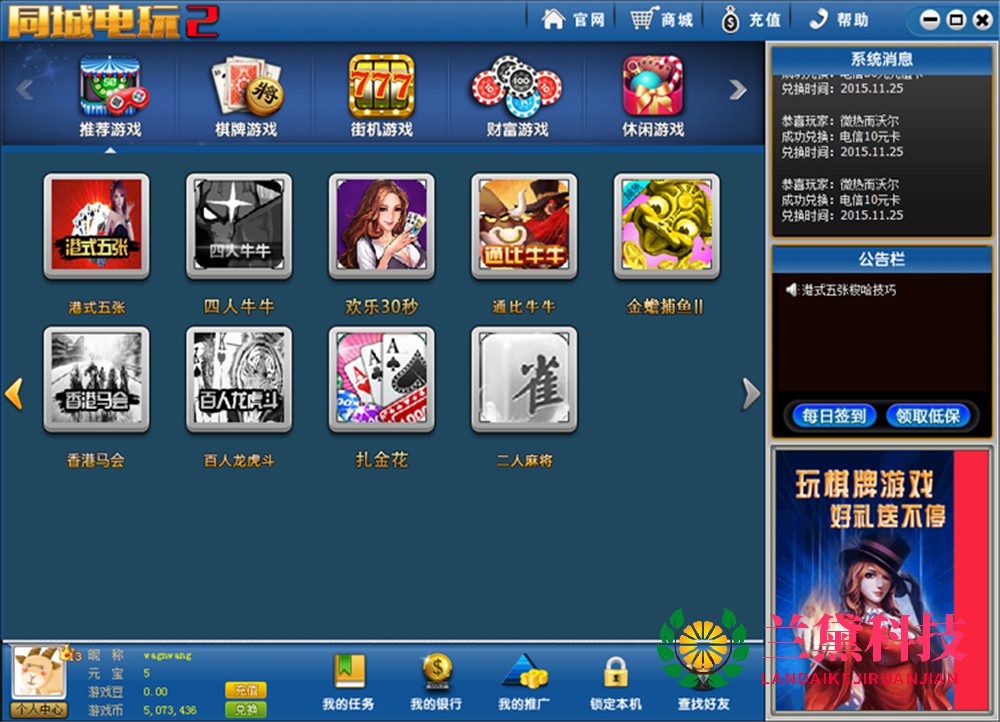 同城电玩2
官网 商城 充值 帮助
推荐游戏 棋牌游戏 街机游戏 财富游戏 休闲游戏
系统消息
兑换时间：2015.11.25
恭喜玩家：微热而沃尔
成功兑换：电信10元卡
兑换时间：2015.11.25
恭喜玩家：微热而沃尔
成功兑换：电信10元卡
兑换时间：2015.11.25
公告栏
港式五张梭哈技巧
每日签到 领取低保
港式五张 四人牛牛 通比牛牛 捕鱼
港式五张 四人牛牛 欢乐30秒 通比牛牛 金蟾捕鱼II
香港马会 百人龙虎斗 A A A 雀
香港马会 百人龙虎斗 扎金花 二人麻将
玩棋牌游戏
好礼送不停
兰黛科技
LANDAIKEJIRUANJIAN
13
昵 称 wagnwang
元 宝 5
游戏豆 0.00 充值
游戏币 5,073,436 兑换
个人中心
我的任务 我的银行 我的推广 锁定本机 查找好友